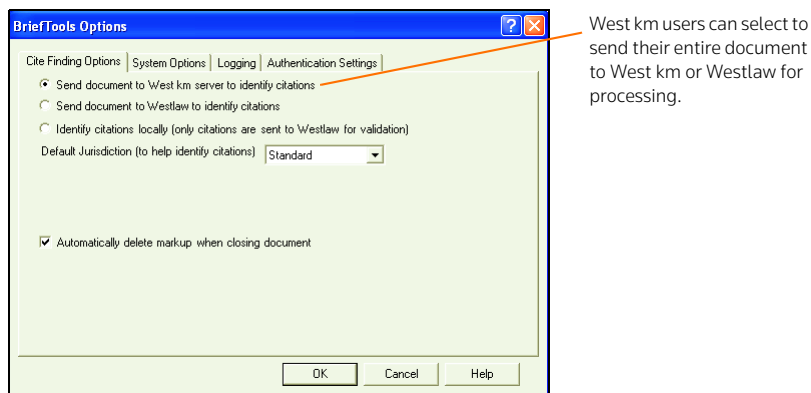 BriefTools Options
Cite Finding Options System Options Logging Authentication Settings
Send document to West km server to identify citations
Send document to Westlaw to identify citations
Identify citations locally (only citations are sent to Westlaw for validation)
Default Jurisdiction (to help identify citations) Standard
Automatically delete markup when closing document
OK Cancel Help
West km users can select to
send their entire document
to West km or Westlaw for
processing.